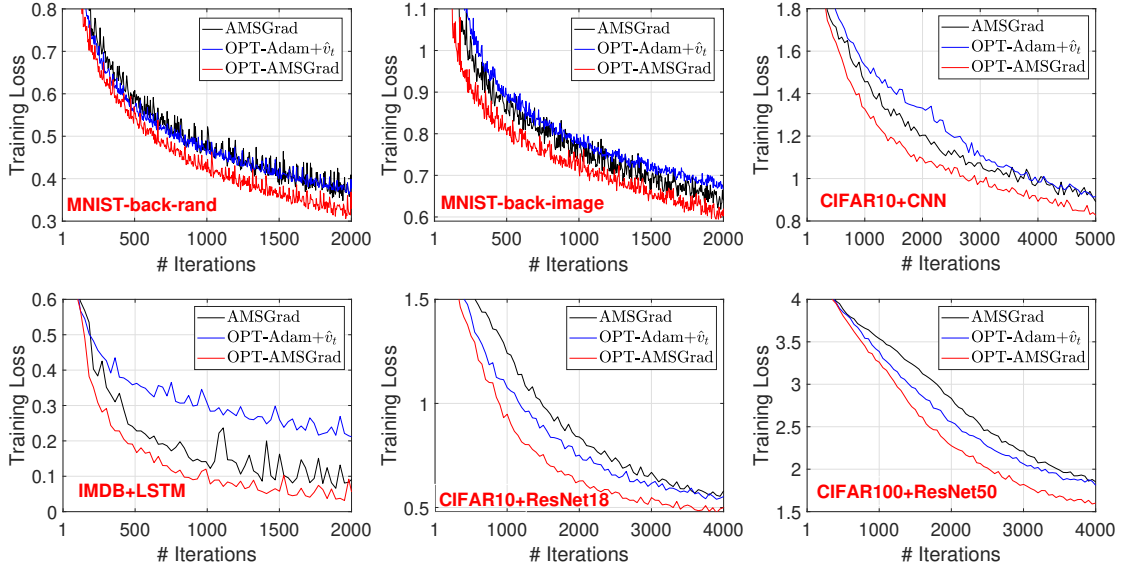 0.8
0.7
0.6
0.5
0.4
0.3
Training Loss
AMSGrad
OPT-Adam+v̂ₜ
OPT-AMSGrad
MNIST-back-rand
1 500 1000 1500 2000
# Iterations
1.1
1
0.9
0.8
0.7
0.6
Training Loss
AMSGrad
OPT-Adam+v̂ₜ
OPT-AMSGrad
MNIST-back-image
1 500 1000 1500 2000
# Iterations
1.8
1.6
1.4
1.2
1
0.8
Training Loss
AMSGrad
OPT-Adam+v̂ₜ
OPT-AMSGrad
CIFAR10+CNN
1 1000 2000 3000 4000 5000
# Iterations
0.6
0.5
0.4
0.3
0.2
0.1
0
Training Loss
AMSGrad
OPT-Adam+v̂ₜ
OPT-AMSGrad
IMDB+LSTM
1 500 1000 1500 2000
# Iterations
1.5
1
0.5
Training Loss
AMSGrad
OPT-Adam+v̂ₜ
OPT-AMSGrad
CIFAR10+ResNet18
1 1000 2000 3000 4000
# Iterations
4
3.5
3
2.5
2
1.5
Training Loss
AMSGrad
OPT-Adam+v̂ₜ
OPT-AMSGrad
CIFAR100+ResNet50
1 1000 2000 3000 4000
# Iterations